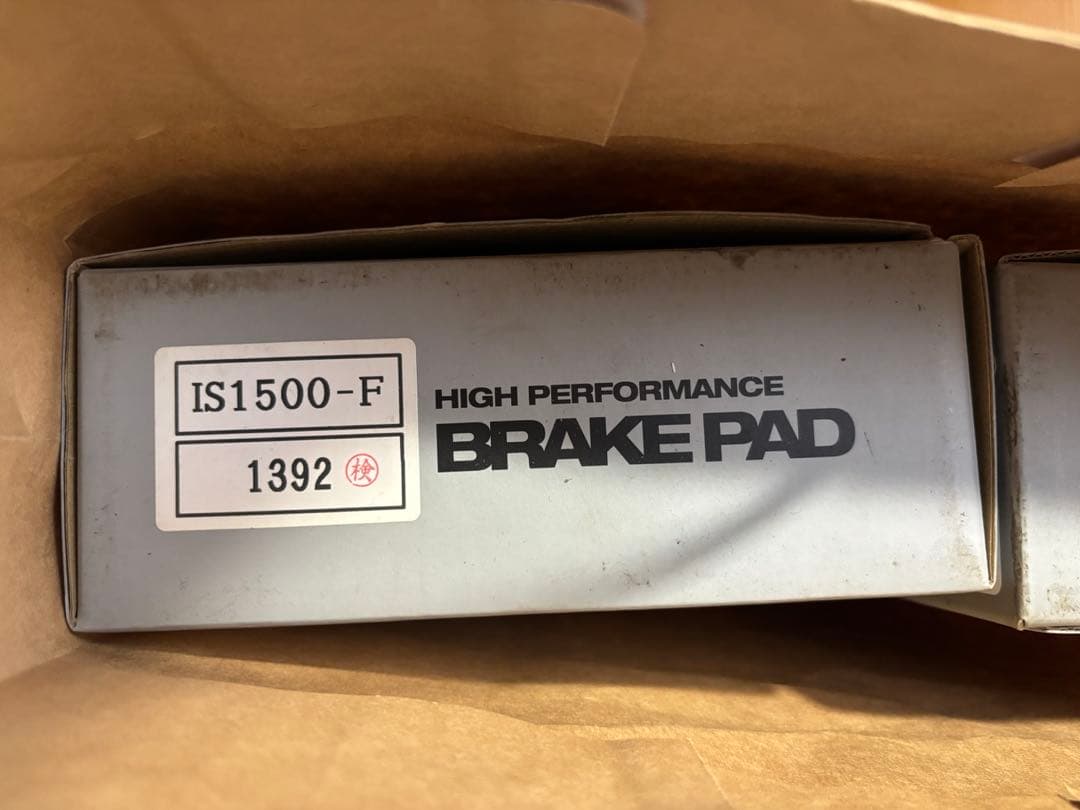 IS1500-F
1392 検
HIGH PERFORMANCE
BRAKE PAD